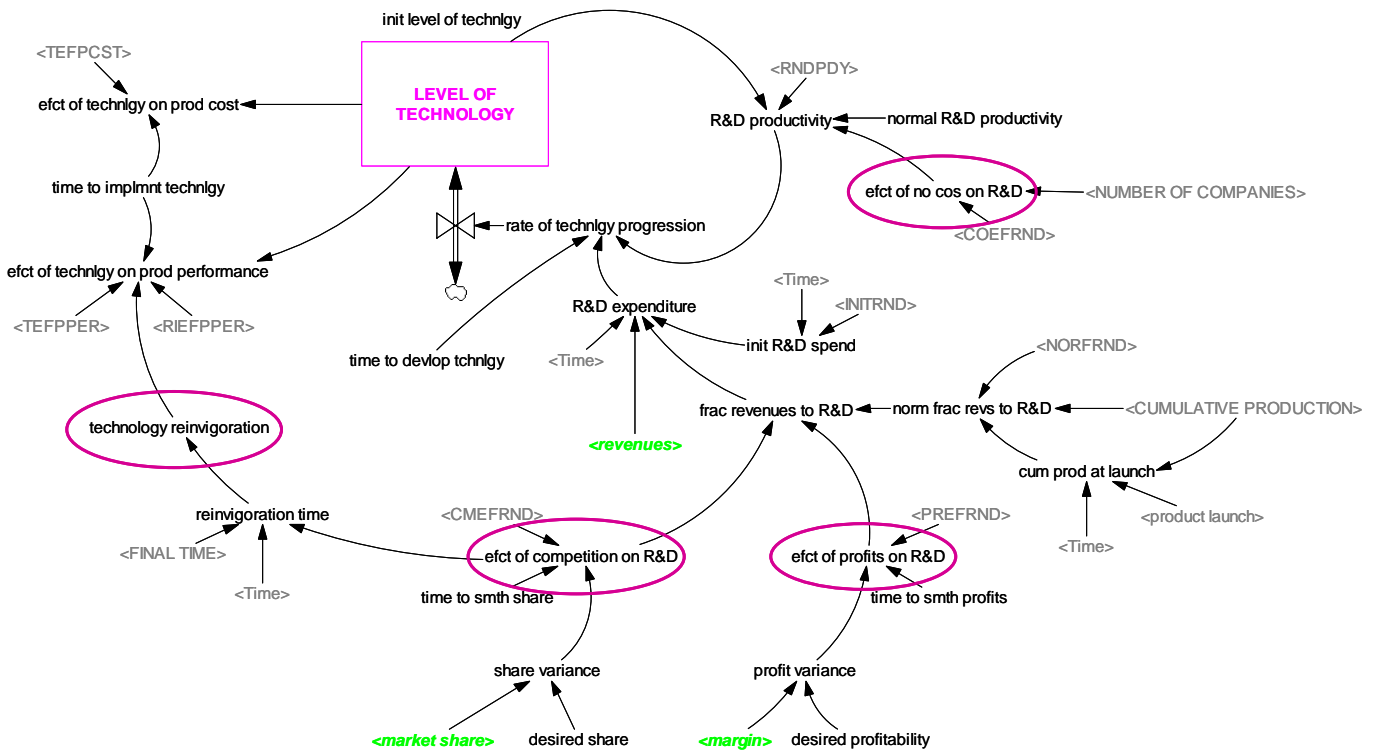 init level of technlgy
<TEFPCST>
<RNDPDY>
LEVEL OF
TECHNOLOGY
efct of technlgy on prod cost
R&D productivity
normal R&D productivity
time to implmnt technlgy
efct of no cos on R&D
<NUMBER OF COMPANIES>
rate of technlgy progression
<COEFRND>
efct of technlgy on prod performance
<Time>
<INITRND>
R&D expenditure
<TEFPPER>
<RIEFPPER>
time to devlop tchnlgy
<Time>
init R&D spend
<NORFRND>
frac revenues to R&D
norm frac revs to R&D
<CUMULATIVE PRODUCTION>
technology reinvigoration
<revenues>
cum prod at launch
reinvigoration time
<CMEFRND>
<PREFRND>
<product launch>
<FINAL TIME>
efct of competition on R&D
efct of profits on R&D
<Time>
<Time>
time to smth share
time to smth profits
share variance
profit variance
<market share>
desired share
<margin>
desired profitability